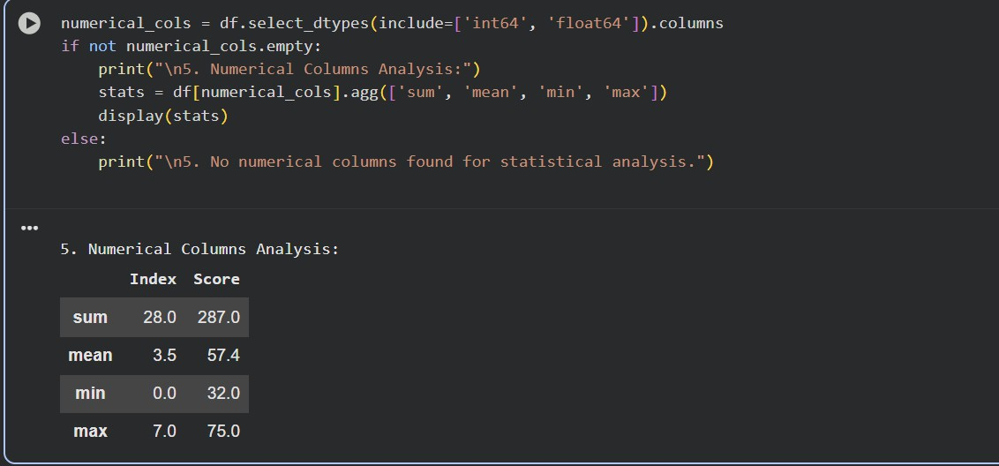 numerical_cols = df.select_dtypes(include=['int64', 'float64']).columns
if not numerical_cols.empty:
    print("\n5. Numerical Columns Analysis:")
    stats = df[numerical_cols].agg(['sum', 'mean', 'min', 'max'])
    display(stats)
else:
    print("\n5. No numerical columns found for statistical analysis.")
5. Numerical Columns Analysis:
Index Score
sum 28.0 287.0
mean 3.5 57.4
min 0.0 32.0
max 7.0 75.0